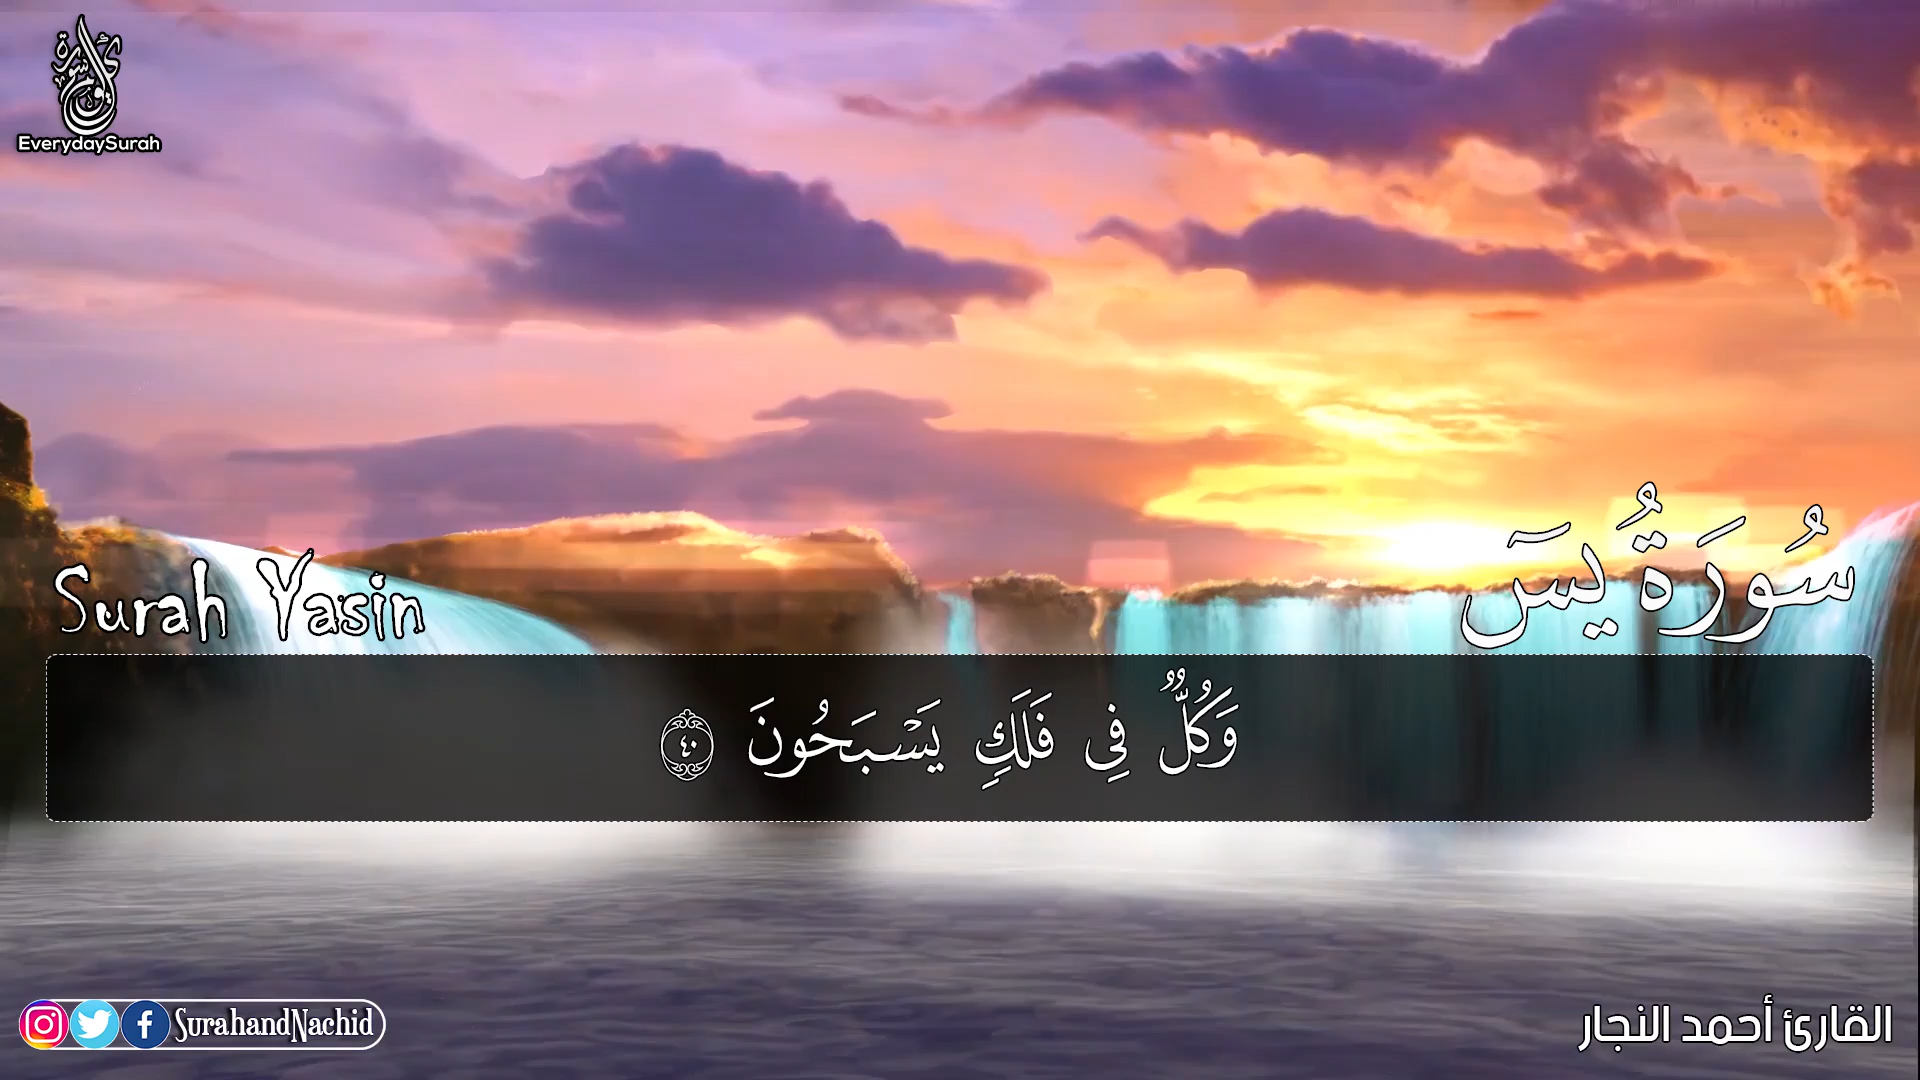 EverydaySurah
سُورَةُ يسٓ
Surah Yasin
وَكُلٌّ فِى فَلَكٍ يَسْبَحُونَ ٤٠
SurahandNachid
القارئ أحمد النجار